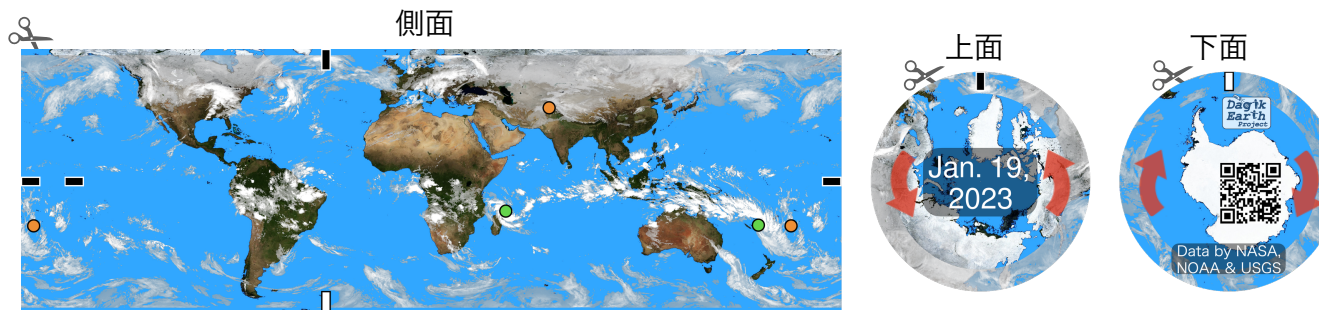 側面
上面
下面
Jan. 19,
2023
Dagik
Earth
Project
Data by NASA,
NOAA & USGS